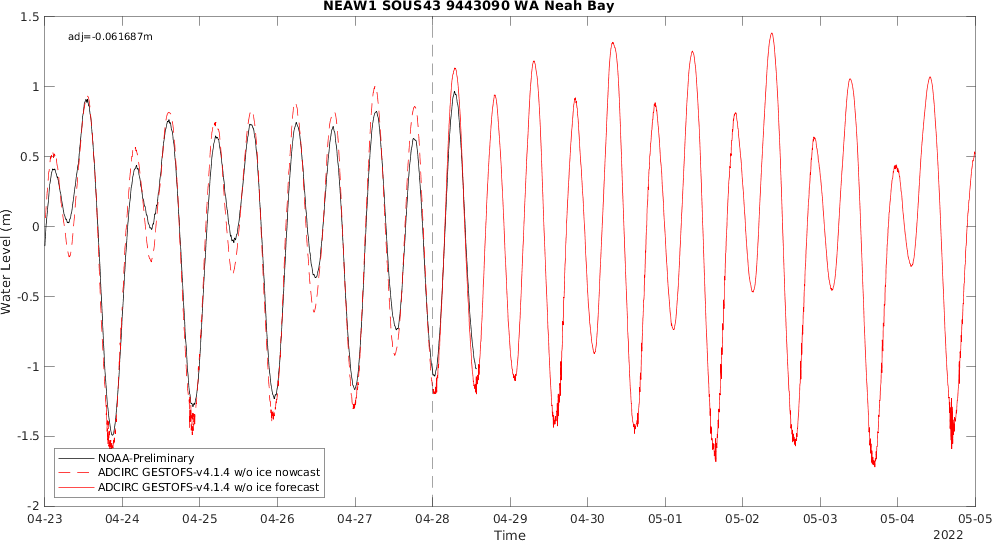 NEAW1 SOUS43 9443090 WA Neah Bay
adj=-0.061687m
1.5
1
0.5
0
-0.5
-1
-1.5
-2
Water Level (m)
NOAA-Preliminary
ADCIRC GESTOFS-v4.1.4 w/o ice nowcast
ADCIRC GESTOFS-v4.1.4 w/o ice forecast
04-23 04-24 04-25 04-26 04-27 04-28 04-29 04-30 05-01 05-02 05-03 05-04 05-05
Time
2022